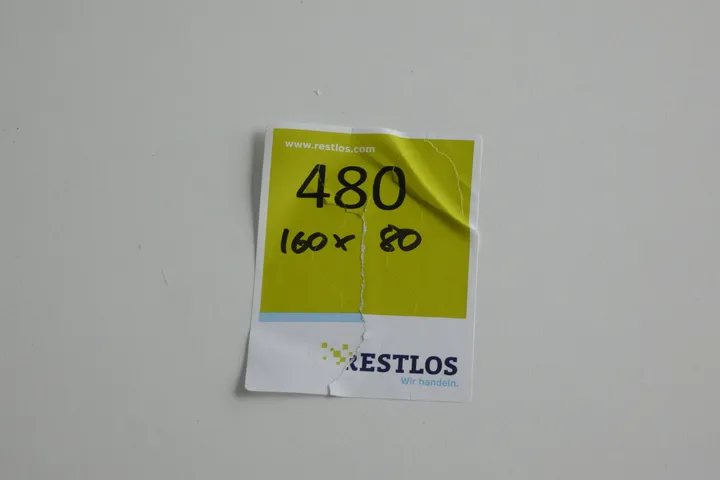 www.restlos.com
480
160 x 80
RESTLOS
Wir handeln.